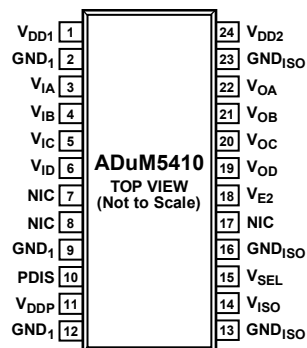 VDD1 1 24 VDD2
GND1 2 23 GNDISO
VIA 3 22 VOA
VIB 4 21 VOB
VIC 5 20 VOC
VID 6 19 VOD
NIC 7 18 VE2
NIC 8 17 NIC
GND1 9 16 GNDISO
PDIS 10 15 VSEL
VDDP 11 14 VISO
GND1 12 13 GNDISO
ADuM5410
TOP VIEW
(Not to Scale)